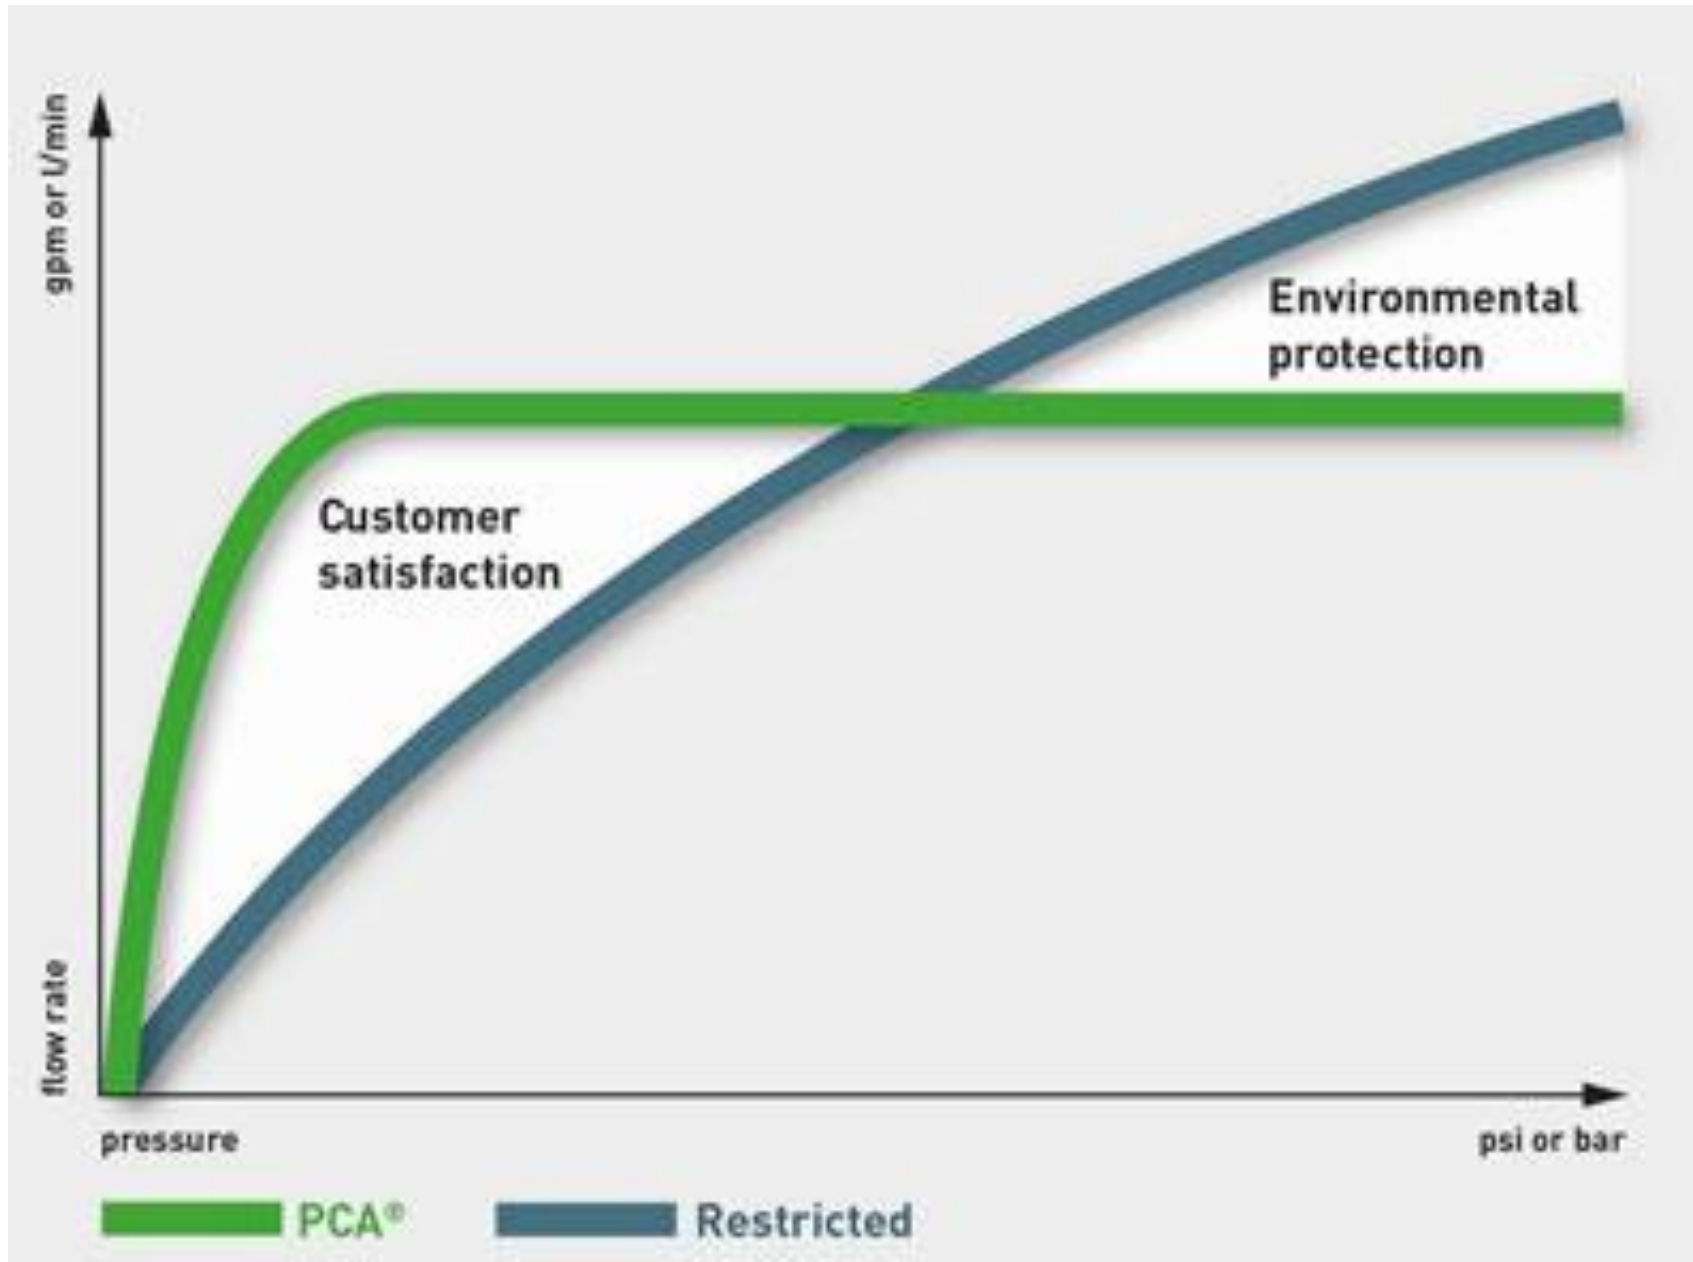 gpm or l/min
Environmental
protection
Customer
satisfaction
flow rate
pressure
psi or bar
PCA®
Restricted